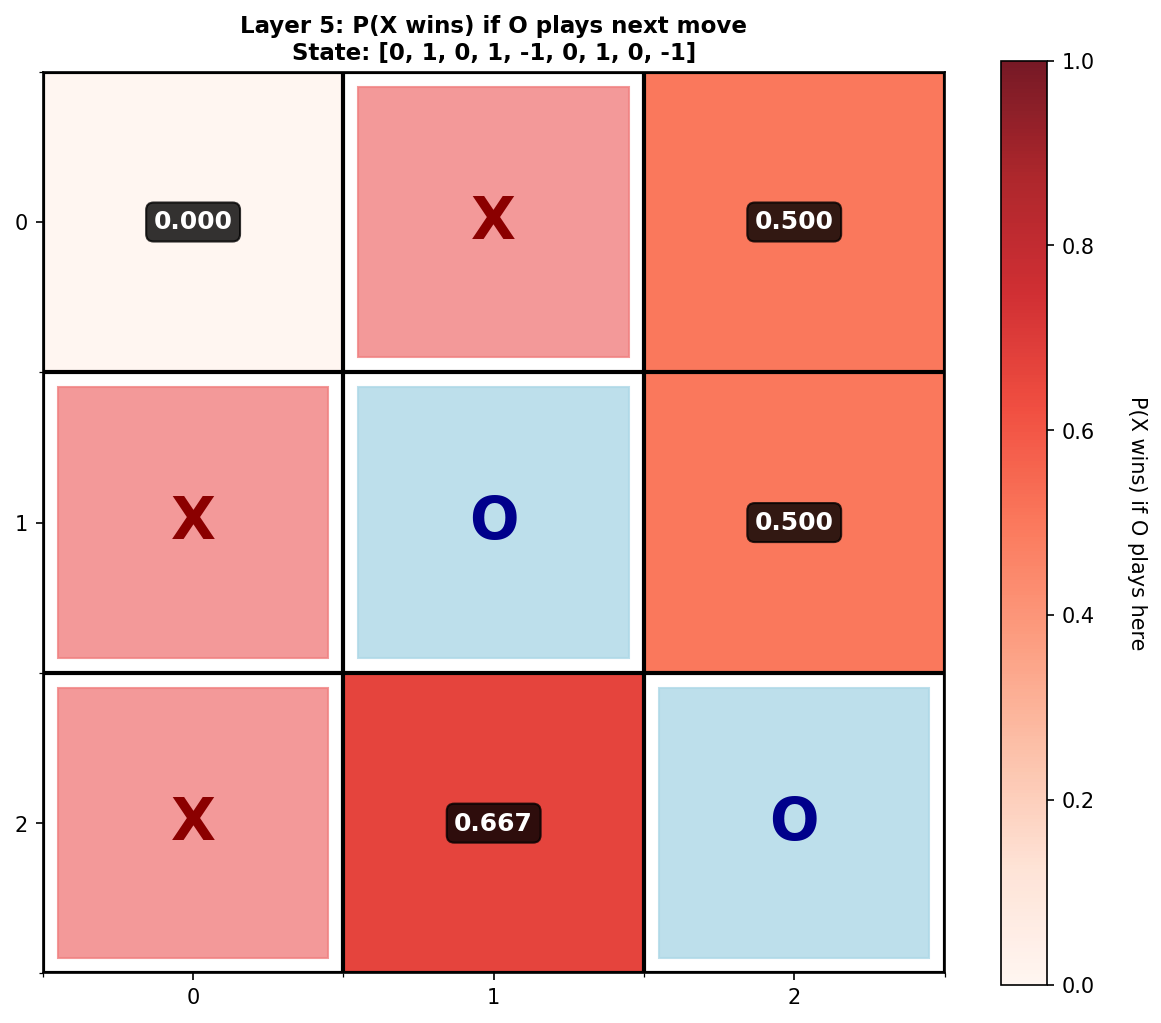 Layer 5: P(X wins) if O plays next move
State: [0, 1, 0, 1, -1, 0, 1, 0, -1]
0.000 X 0.500
X O 0.500
X 0.667 O
0
1
2
0 1 2
1.0
0.8
0.6
0.4
0.2
0.0
P(X wins) if O plays here